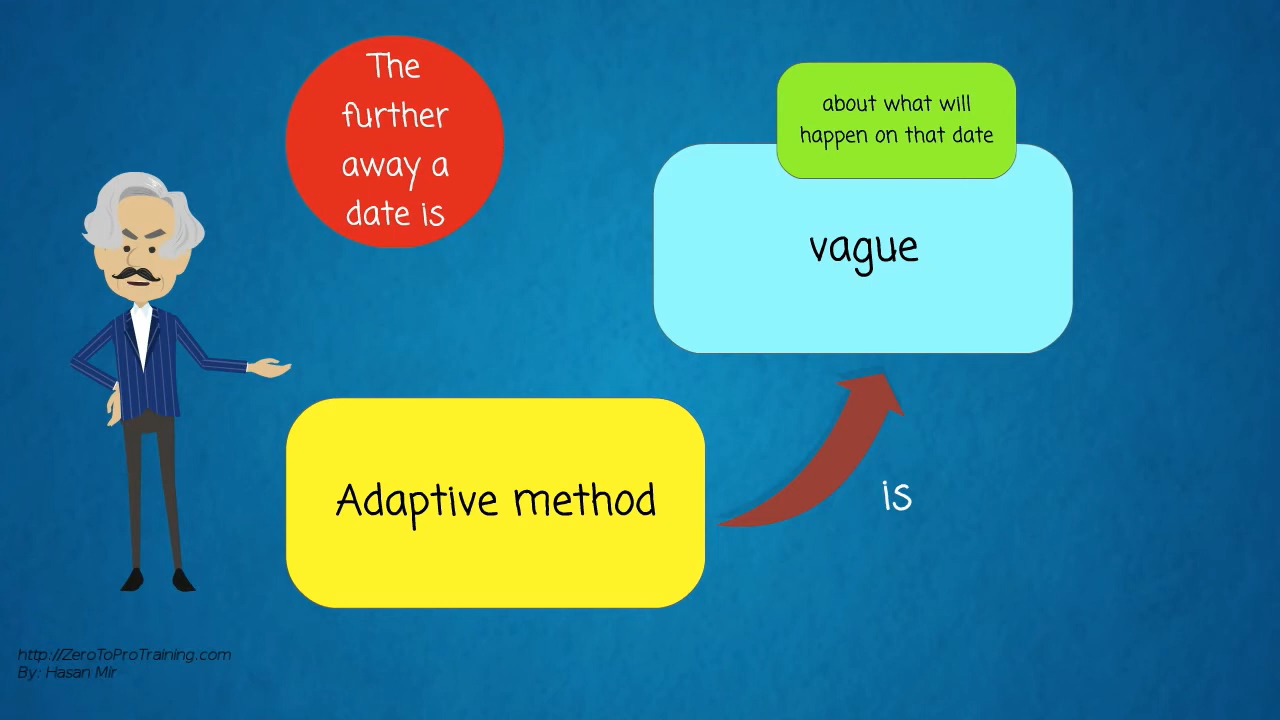 The
further
away a
date is
about what will
happen on that date
vague
Adaptive method
is
http://ZeroToProTraining.com
By: Hasan Mir